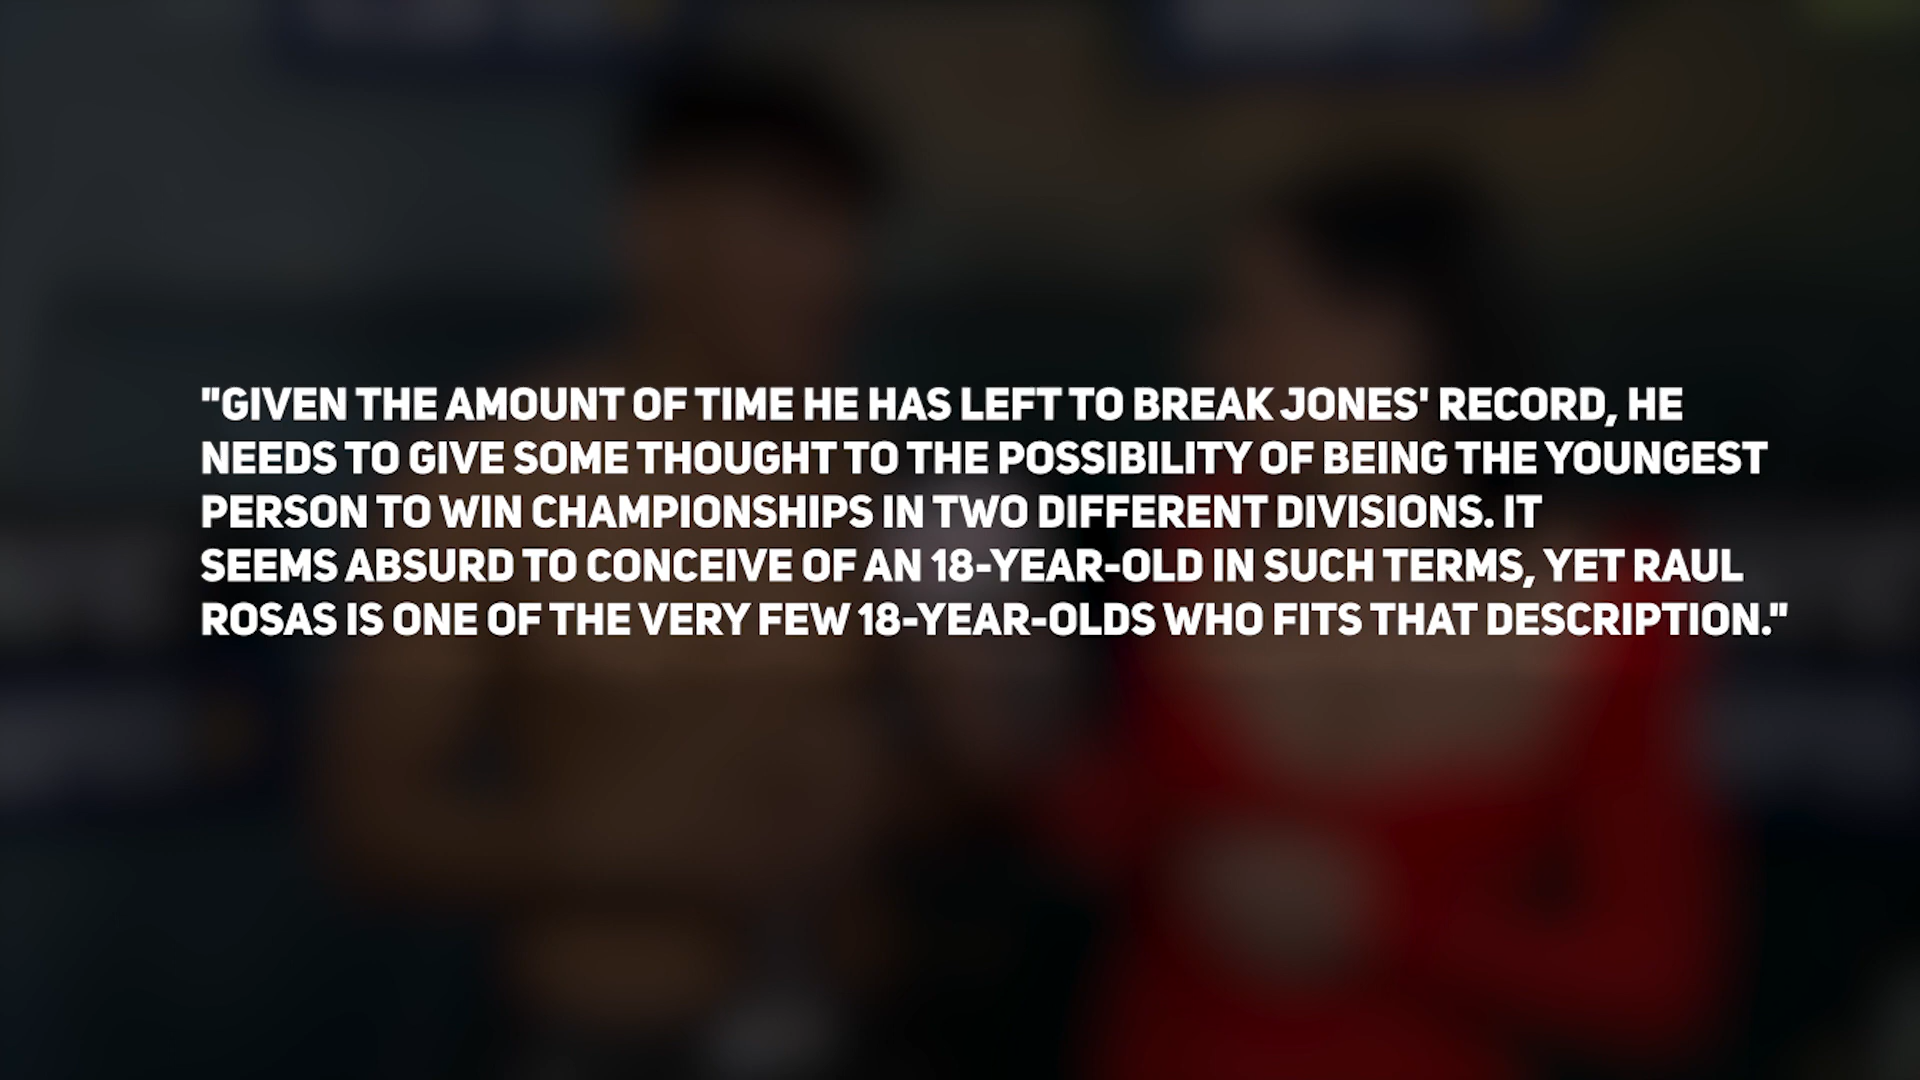 "GIVEN THE AMOUNT OF TIME HE HAS LEFT TO BREAK JONES' RECORD, HE
NEEDS TO GIVE SOME THOUGHT TO THE POSSIBILITY OF BEING THE YOUNGEST
PERSON TO WIN CHAMPIONSHIPS IN TWO DIFFERENT DIVISIONS. IT
SEEMS ABSURD TO CONCEIVE OF AN 18-YEAR-OLD IN SUCH TERMS, YET RAUL
ROSAS IS ONE OF THE VERY FEW 18-YEAR-OLDS WHO FITS THAT DESCRIPTION."